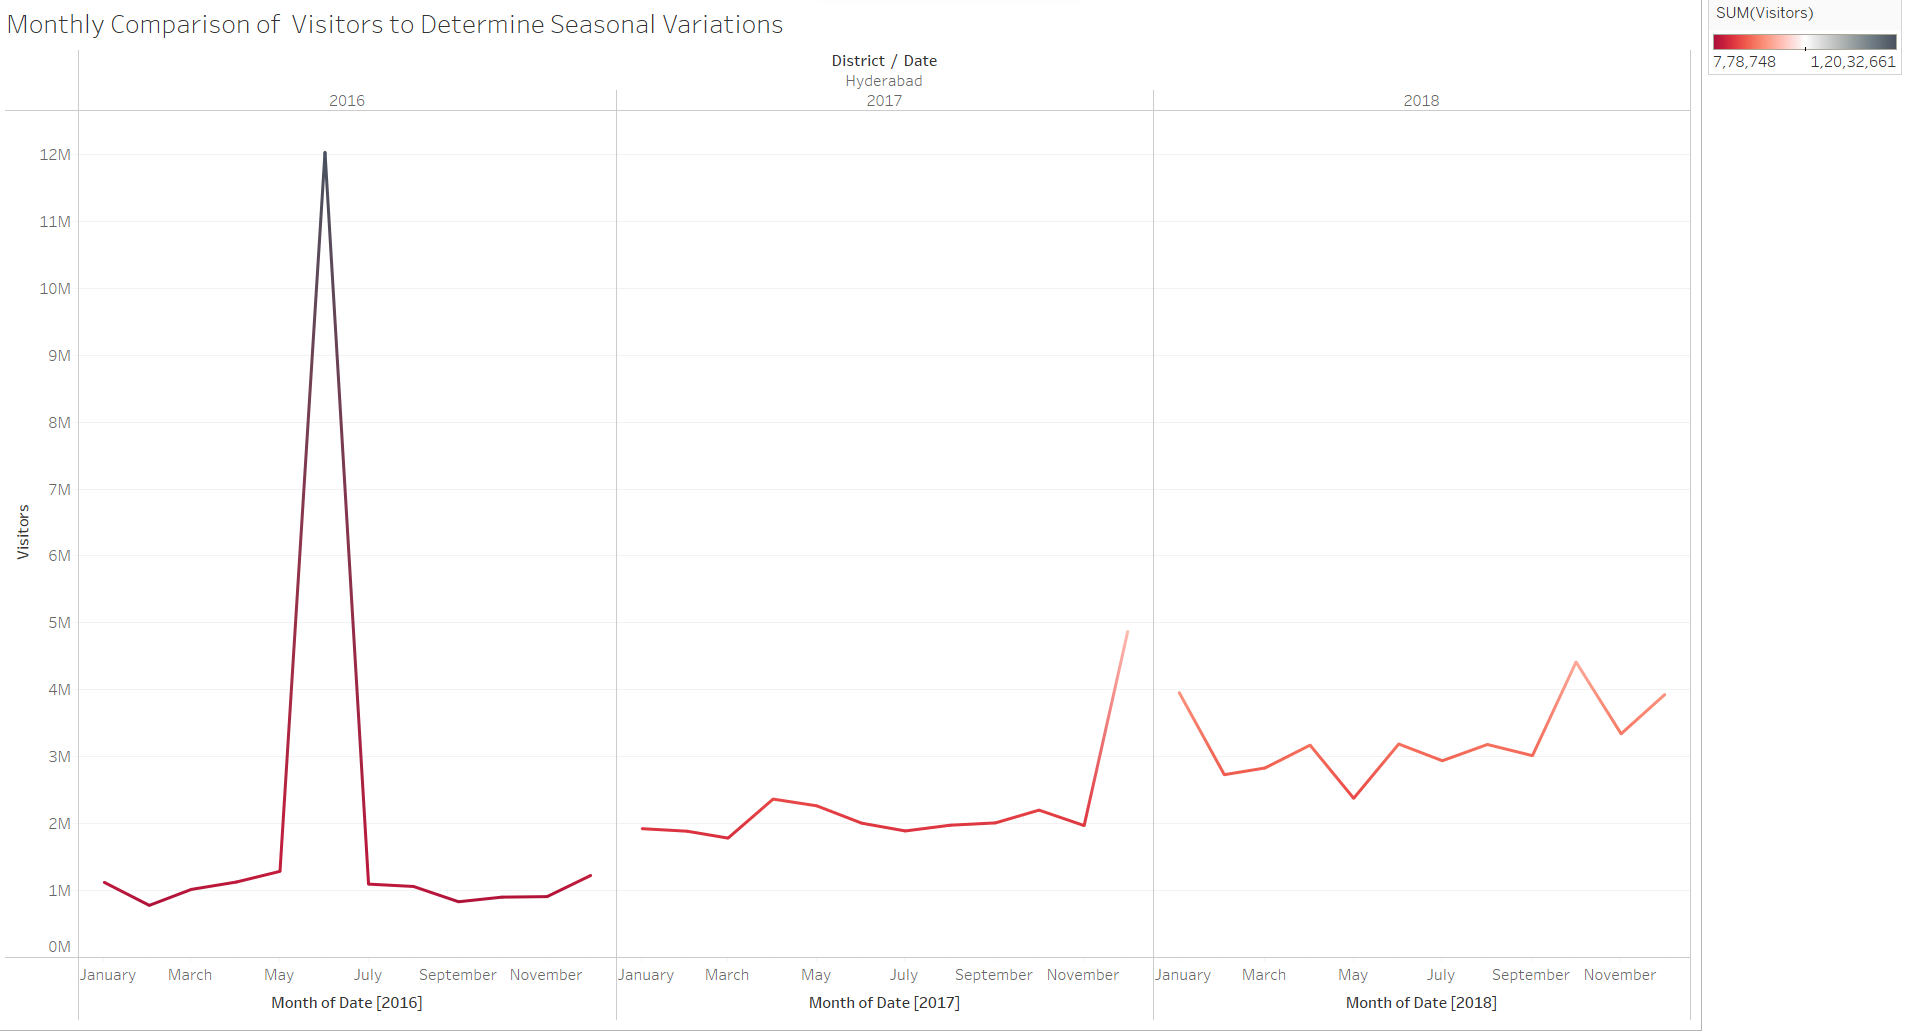 Monthly Comparison of  Visitors to Determine Seasonal Variations
SUM(Visitors)
7,78,748 1,20,32,661
District / Date
Hyderabad
2016 2017 2018
12M
11M
10M
9M
8M
7M
6M
5M
4M
3M
2M
1M
0M
Visitors
January March May July September November January March May July September November January March May July September November
Month of Date [2016] Month of Date [2017] Month of Date [2018]